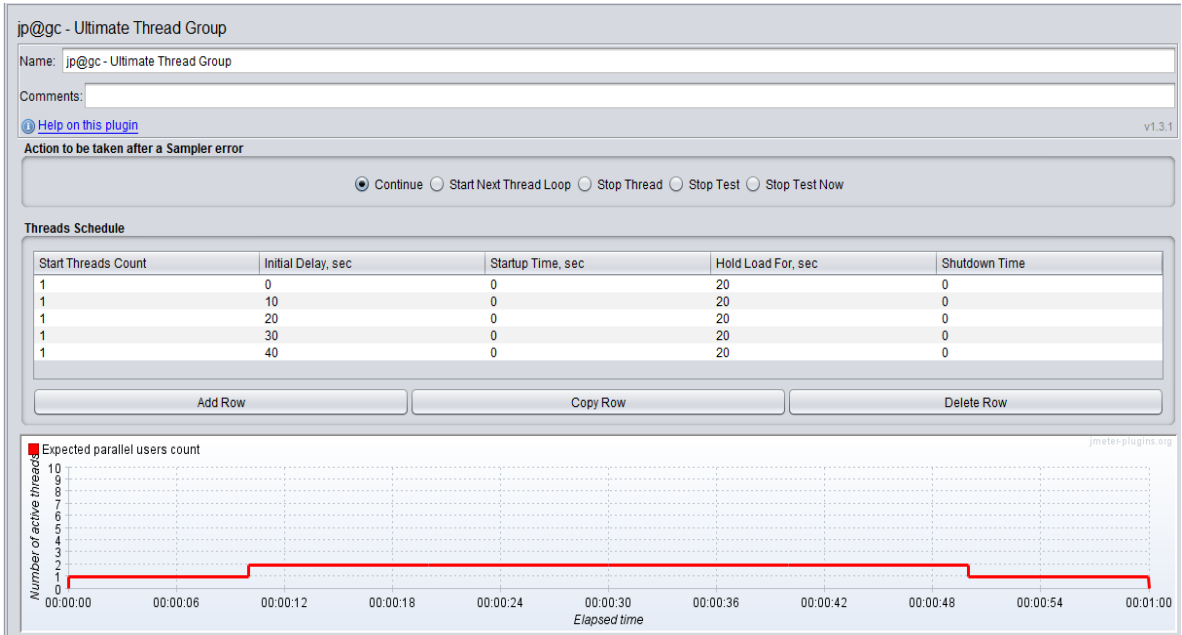 jp@gc - Ultimate Thread Group
Name: jp@gc - Ultimate Thread Group
Comments:
Help on this plugin v1.3.1
Action to be taken after a Sampler error
Continue Start Next Thread Loop Stop Thread Stop Test Stop Test Now
Threads Schedule
Start Threads Count Initial Delay, sec Startup Time, sec Hold Load For, sec Shutdown Time
1 0 0 20 0
1 10 0 20 0
1 20 0 20 0
1 30 0 20 0
1 40 0 20 0
Add Row Copy Row Delete Row
Expected parallel users count jmeter-plugins.org
Number of active threads
10
9
8
7
6
5
4
3
2
1
0
00:00:00 00:00:06 00:00:12 00:00:18 00:00:24 00:00:30 00:00:36 00:00:42 00:00:48 00:00:54 00:01:00
Elapsed time